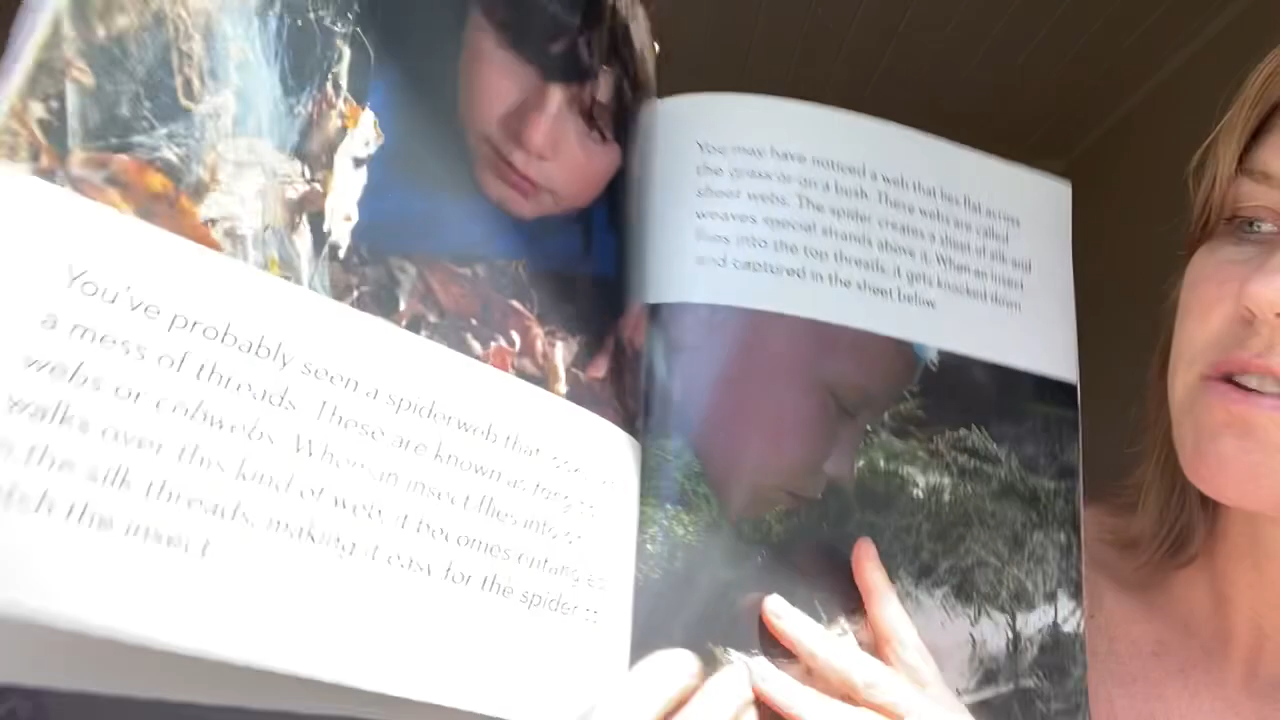 You've probably seen a spiderweb that
a mess of threads. These are known as
webs or cobwebs. When an insect flies into or
walks over this kind of web, it becomes entangled
the silk threads, making it easy for the spider
the insect
You may have noticed a web that lies flat across
the grass or on a bush. These webs are called
sheet webs. The spider creates a sheet of silk and
weaves special strands above it. When an insect
flies into the top threads, it gets knocked down
and captured in the sheet below.